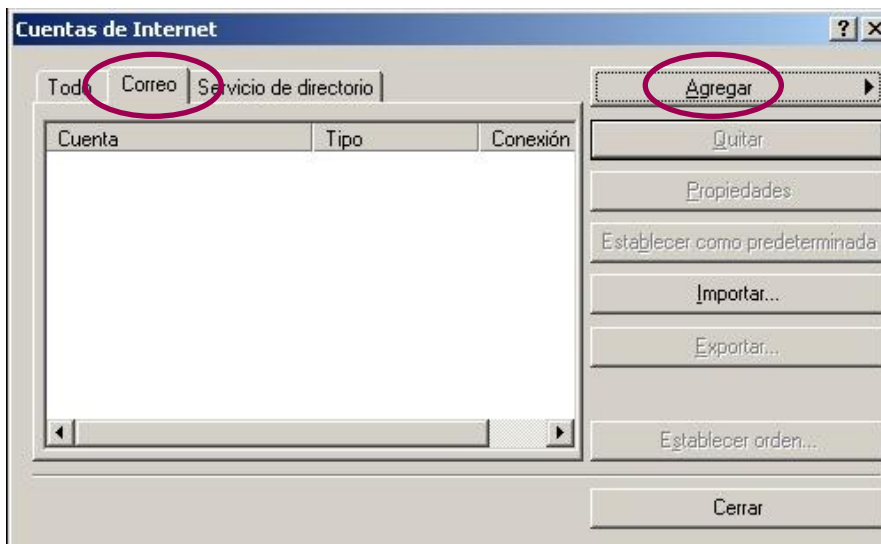 Cuentas de Internet
Todo Correo Servicio de directorio
Agregar
Cuenta Tipo Conexión
Quitar
Propiedades
Establecer como predeterminada
Importar...
Exportar...
Establecer orden...
Cerrar